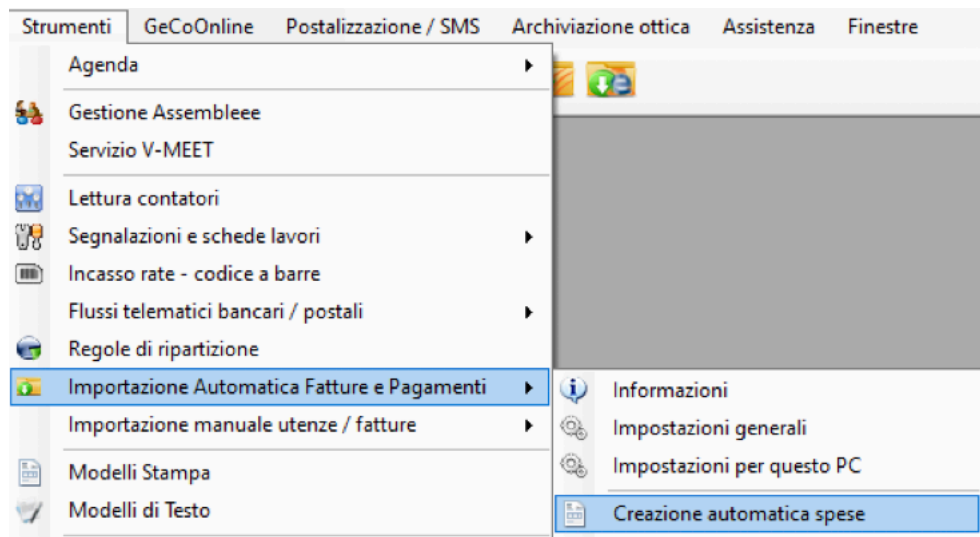 Strumenti GeCoOnline Postalizzazione / SMS Archiviazione ottica Assistenza Finestre
Agenda
Gestione Assembleee
Servizio V-MEET
Lettura contatori
Segnalazioni e schede lavori
Incasso rate - codice a barre
Flussi telematici bancari / postali
Regole di ripartizione
Importazione Automatica Fatture e Pagamenti
Importazione manuale utenze / fatture
Modelli Stampa
Modelli di Testo
Informazioni
Impostazioni generali
Impostazioni per questo PC
Creazione automatica spese